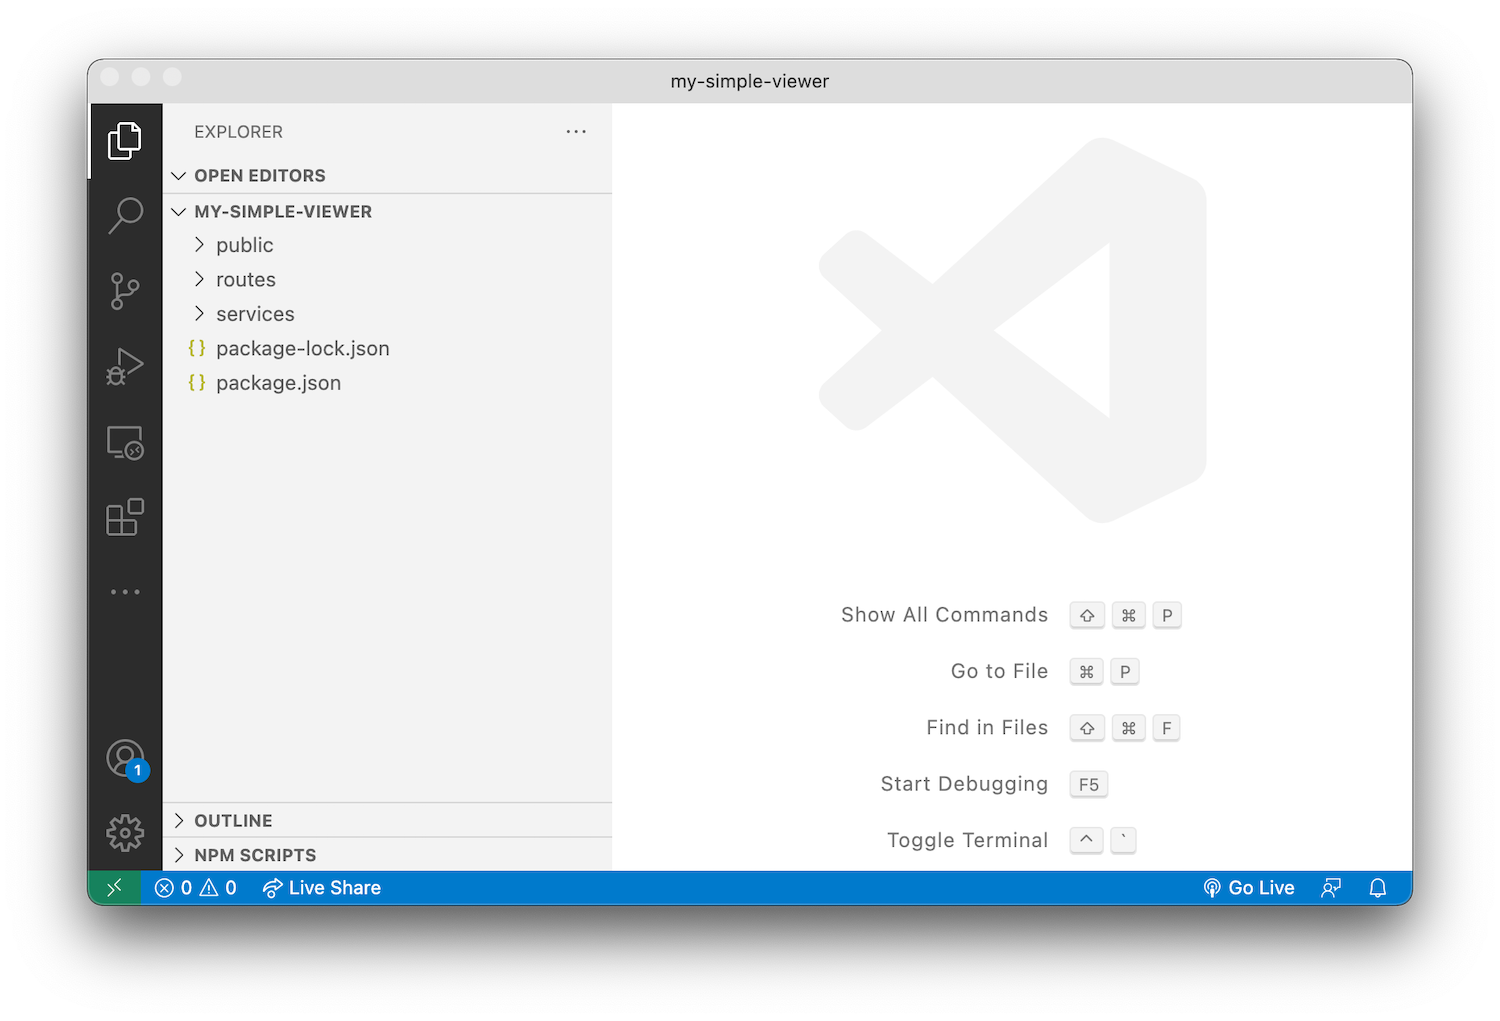 my-simple-viewer
EXPLORER
OPEN EDITORS
MY-SIMPLE-VIEWER
public
routes
services
{} package-lock.json
{} package.json
1
OUTLINE
NPM SCRIPTS
Show All Commands ⇧ ⌘ P
Go to File ⌘ P
Find in Files ⇧ ⌘ F
Start Debugging F5
Toggle Terminal ^ `
0 0 Live Share Go Live